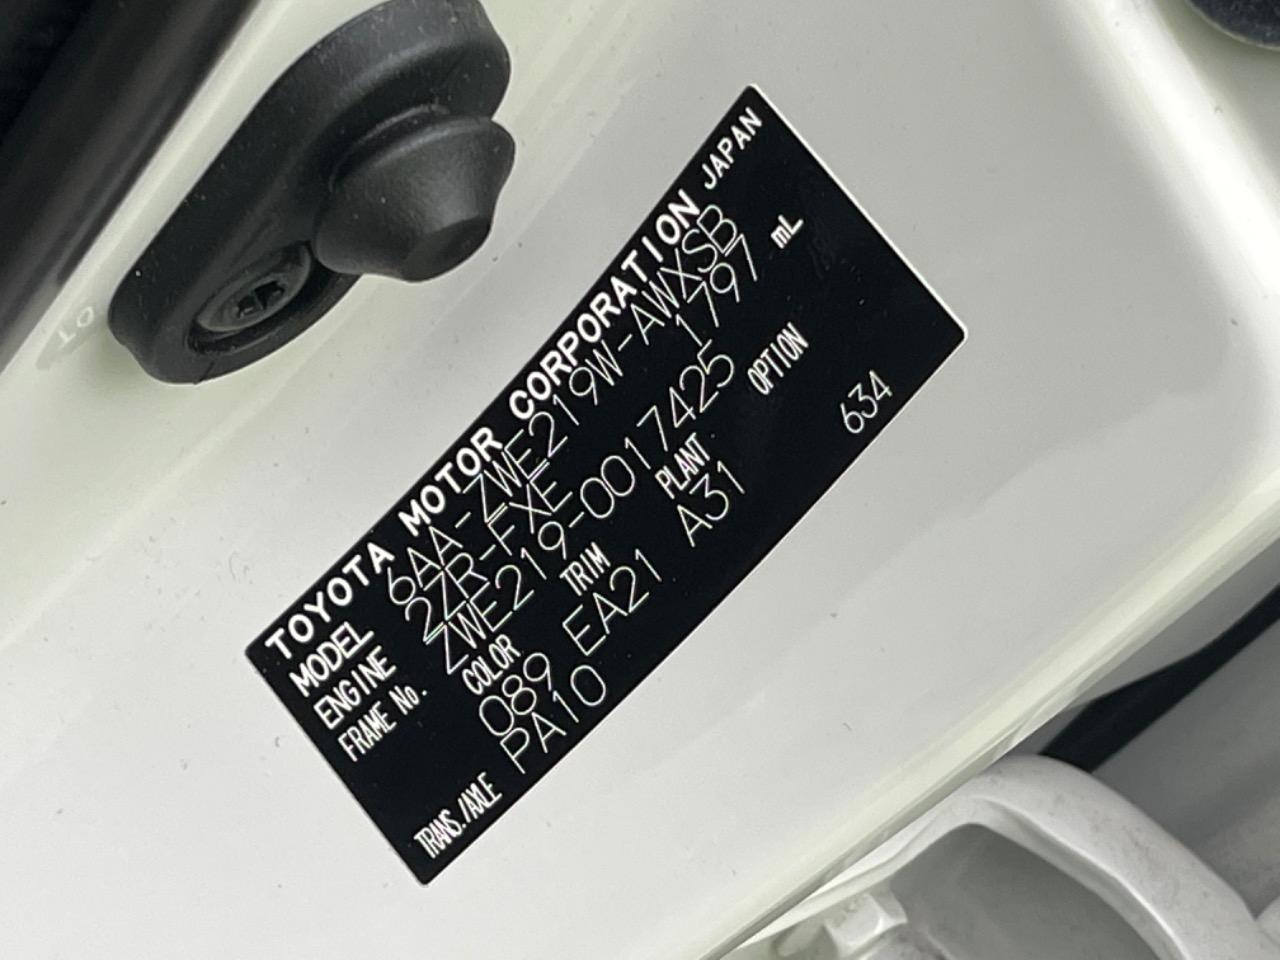 TOYOTA MOTOR CORPORATION JAPAN
MODEL 6AA-ZWE219W-AWXSB
ENGINE 2ZR-FXE 1797 mL
FRAME No. ZWE219-0017425
COLOR TRIM PLANT OPTION
089 EA21 A31 634
PA10
TRANS./AXLE
TO